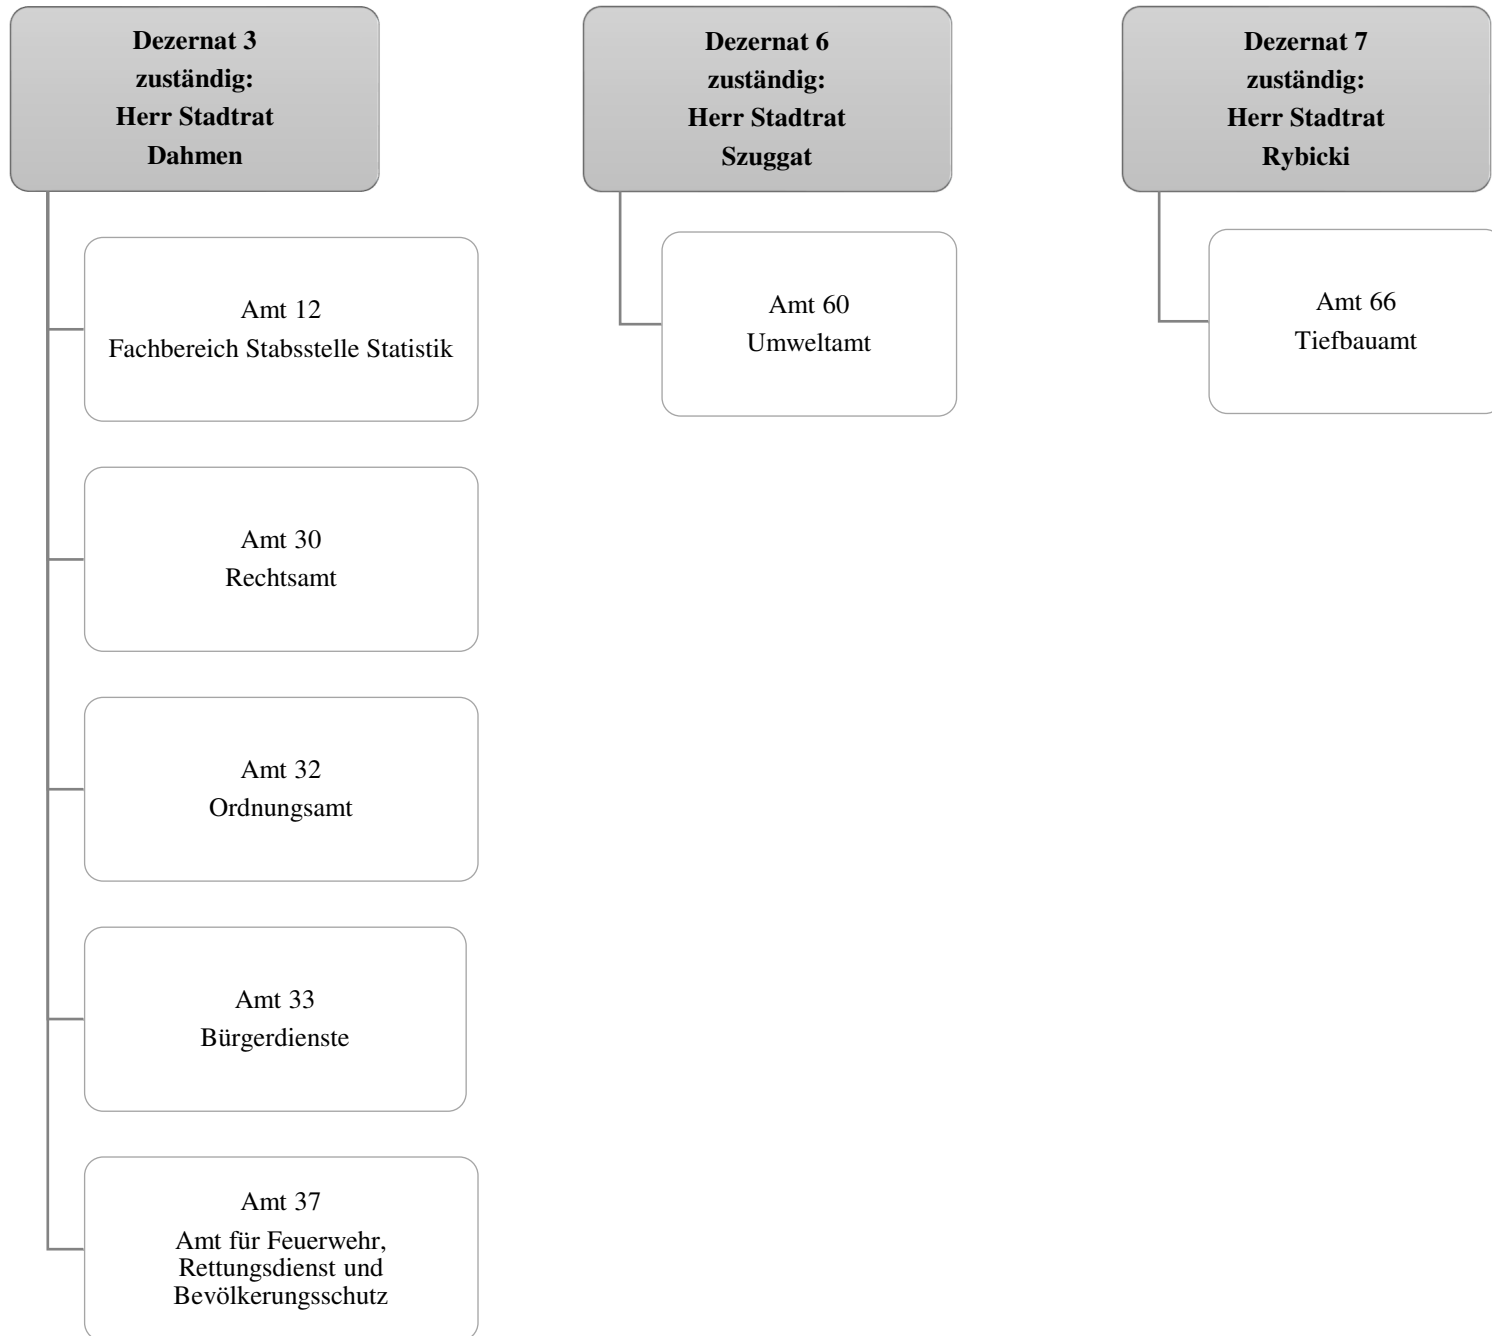 Dezernat 3
zuständig:
Herr Stadtrat
Dahmen
Amt 12
Fachbereich Stabsstelle Statistik
Amt 30
Rechtsamt
Amt 32
Ordnungsamt
Amt 33
Bürgerdienste
Amt 37
Amt für Feuerwehr,
Rettungsdienst und
Bevölkerungsschutz
Dezernat 6
zuständig:
Herr Stadtrat
Szuggat
Amt 60
Umweltamt
Dezernat 7
zuständig:
Herr Stadtrat
Rybicki
Amt 66
Tiefbauamt